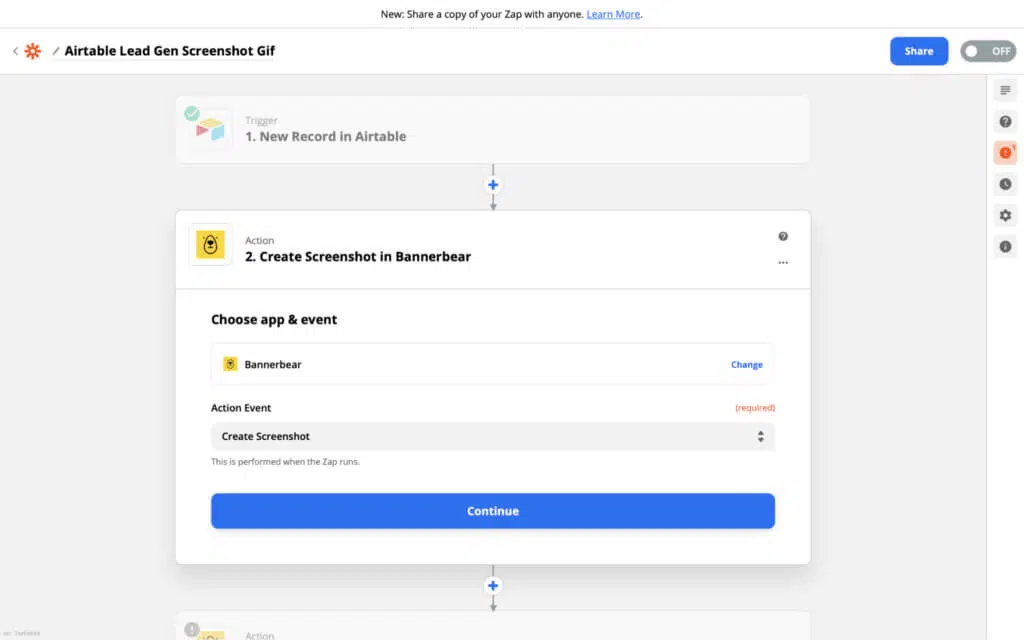 New: Share a copy of your Zap with anyone. Learn More.
Airtable Lead Gen Screenshot Gif
Share
OFF
Trigger
1. New Record in Airtable
Action
2. Create Screenshot in Bannerbear
...
Choose app & event
Bannerbear
Change
Action Event
(required)
Create Screenshot
This is performed when the Zap runs.
Continue
Action